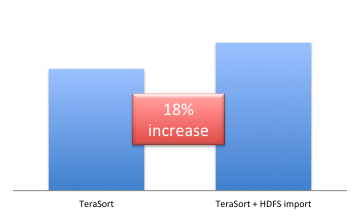 18%
increase
TeraSort
TeraSort + HDFS import